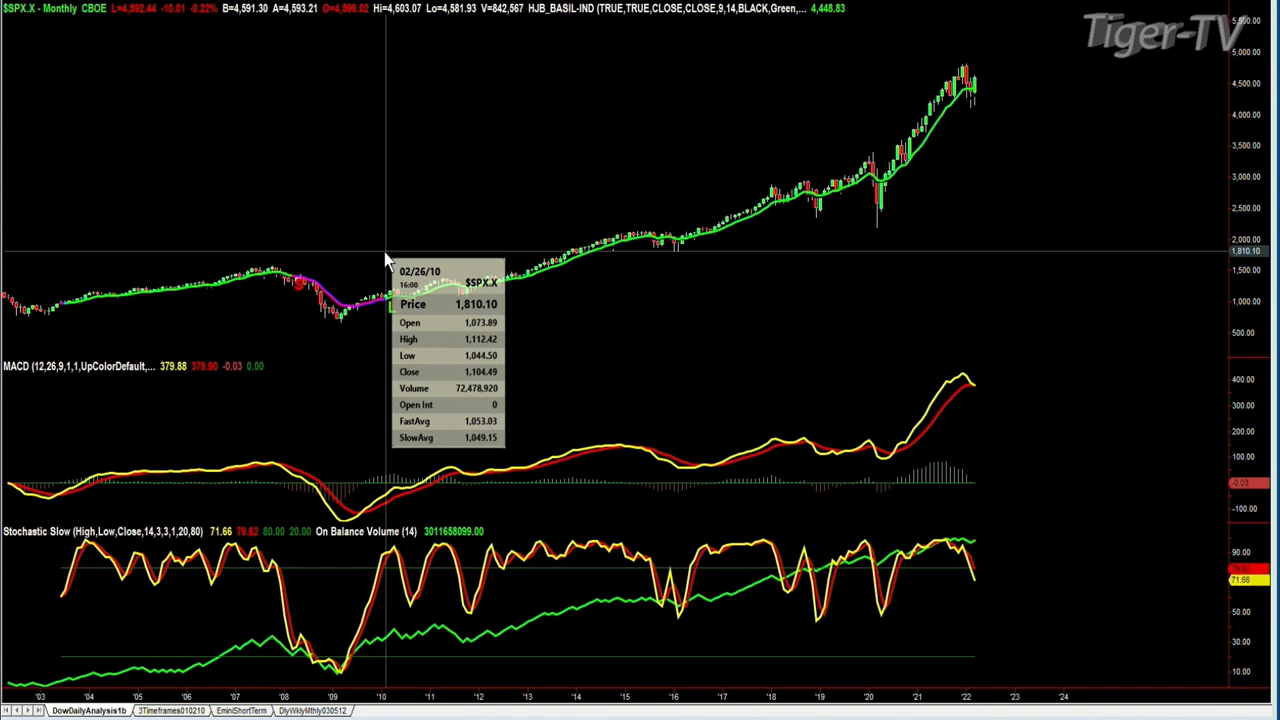 $SPX.X - Monthly CBOE L=4,592.44 -10.01 -0.22% B=4,591.30 A=4,593.21 O=4,599.02 Hi=4,603.07 Lo=4,581.93 V=842,567 HJB_BASIL-IND (TRUE,TRUE,CLOSE,CLOSE,9,14,BLACK,Green,... 4,448.83
Tiger-TV
5,500.00
5,000.00
4,500.00
4,000.00
3,500.00
3,000.00
2,500.00
2,000.00
1,810.10
1,500.00
1,000.00
500.00
S
L
02/26/10
16:00 $SPX.X
Price 1,810.10
Open 1,073.89
High 1,112.42
Low 1,044.50
Close 1,104.49
Volume 72,478,920
Open Int 0
FastAvg 1,053.03
SlowAvg 1,049.15
MACD (12,26,9,1,1,UpColorDefault,... 379.88 379.90 -0.03 0.00
400.00
300.00
200.00
100.00
-0.03
-100.00
Stochastic Slow (High,Low,Close,14,3,3,1,20,80) 71.66 79.62 80.00 20.00 On Balance Volume (14) 3011658099.00
90.00
79.62
71.66
50.00
30.00
10.00
'03 '04 '05 '06 '07 '08 '09 '10 '11 '12 '13 '14 '15 '16 '17 '18 '19 '20 '21 '22 '23 '24
DowDailyAnalysis1b 3Timeframes010210 EminiShortTerm DlyWklyMthly030512